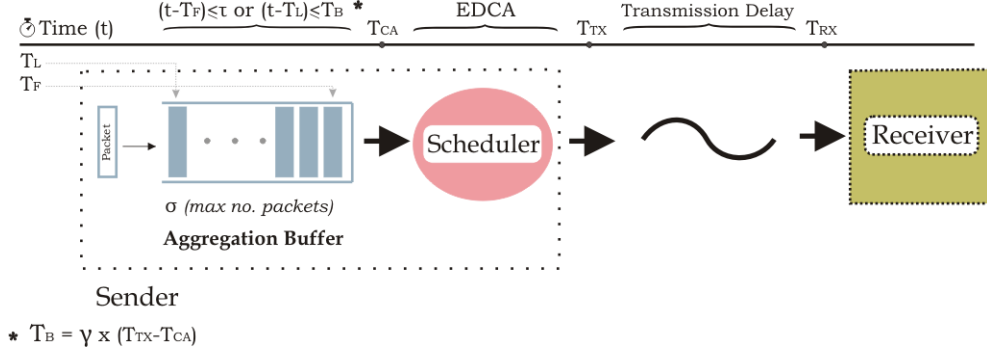 (t-TF)≤τ or (t-TL)≤TB * EDCA Transmission Delay
Time (t) TCA TTX TRX
TL
TF
Packet
Scheduler
Receiver
σ (max no. packets)
Aggregation Buffer
Sender
* TB = γ x (TTX-TCA)